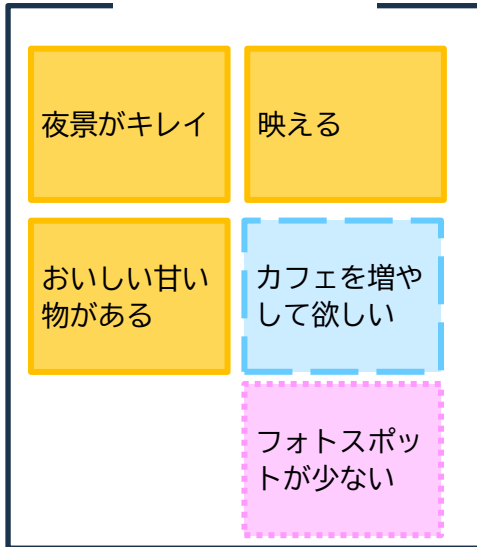 夜景がキレイ
映える
おいしい甘い
物がある
カフェを増や
して欲しい
フォトスポッ
トが少ない